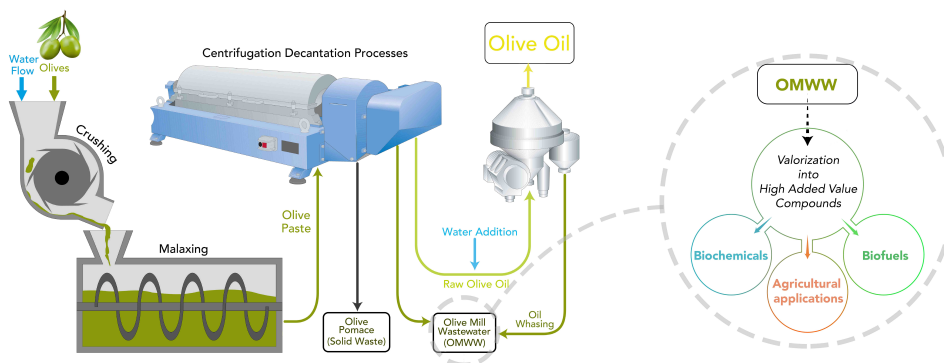 Water
Flow
Olives
Crushing
Malaxing
Centrifugation Decantation Processes
Olive
Paste
Olive
Pomace
(Solid Waste)
Water Addition
Raw Olive Oil
Olive Oil
Oil
Whasing
Olive Mill
Wastewater
(OMWW)
OMWW
Valorization
into
High Added Value
Compounds
Biochemicals
Agricultural
applications
Biofuels